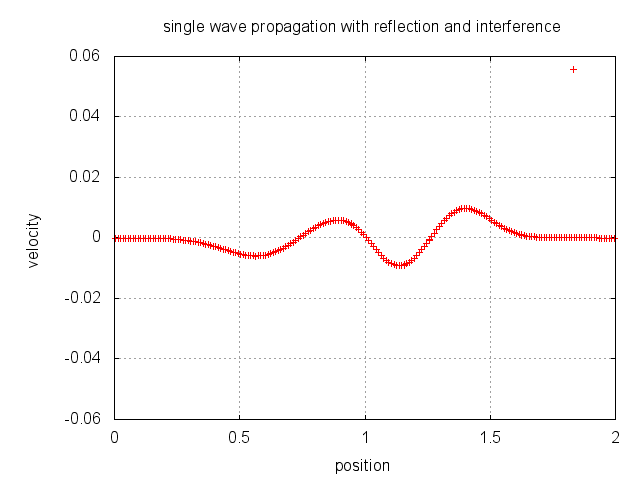 single wave propagation with reflection and interference
0.06
0.04
0.02
0
-0.02
-0.04
-0.06
velocity
0 0.5 1 1.5 2
position